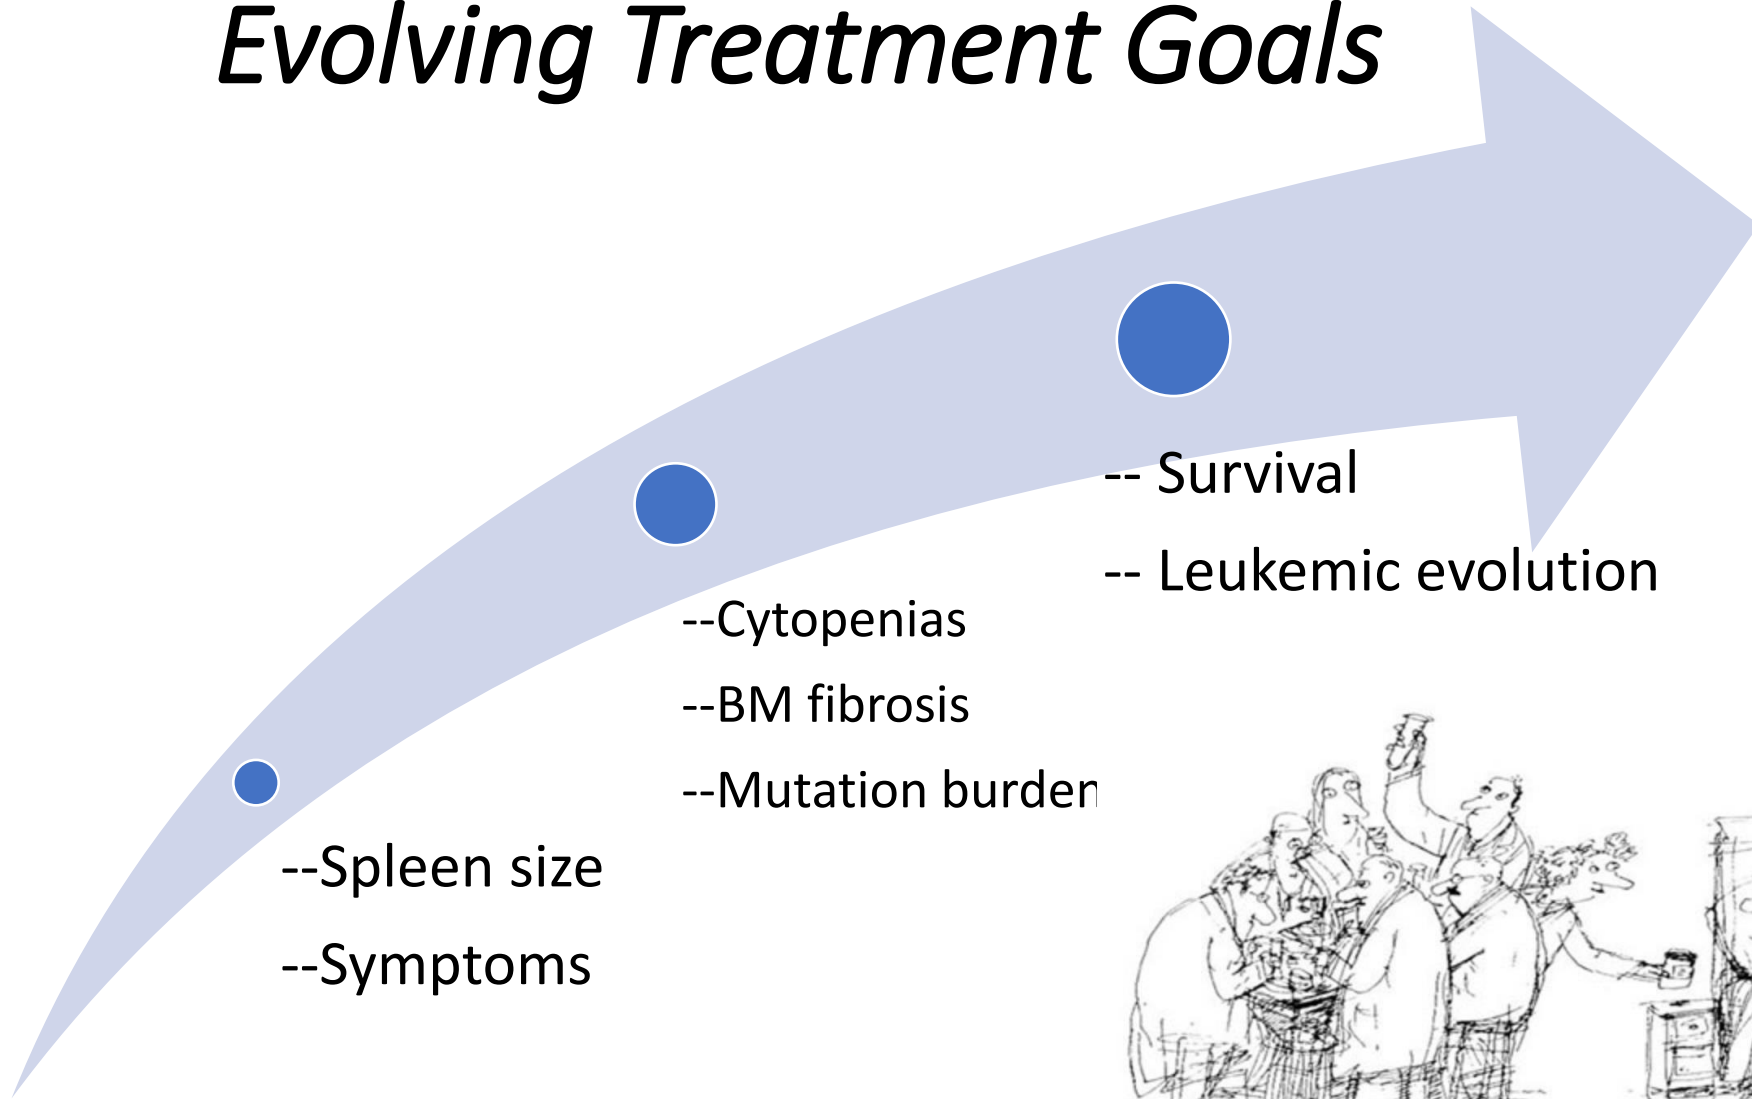 Evolving Treatment Goals
--Spleen size
--Symptoms
--Cytopenias
--BM fibrosis
--Mutation burden
-- Survival
-- Leukemic evolution